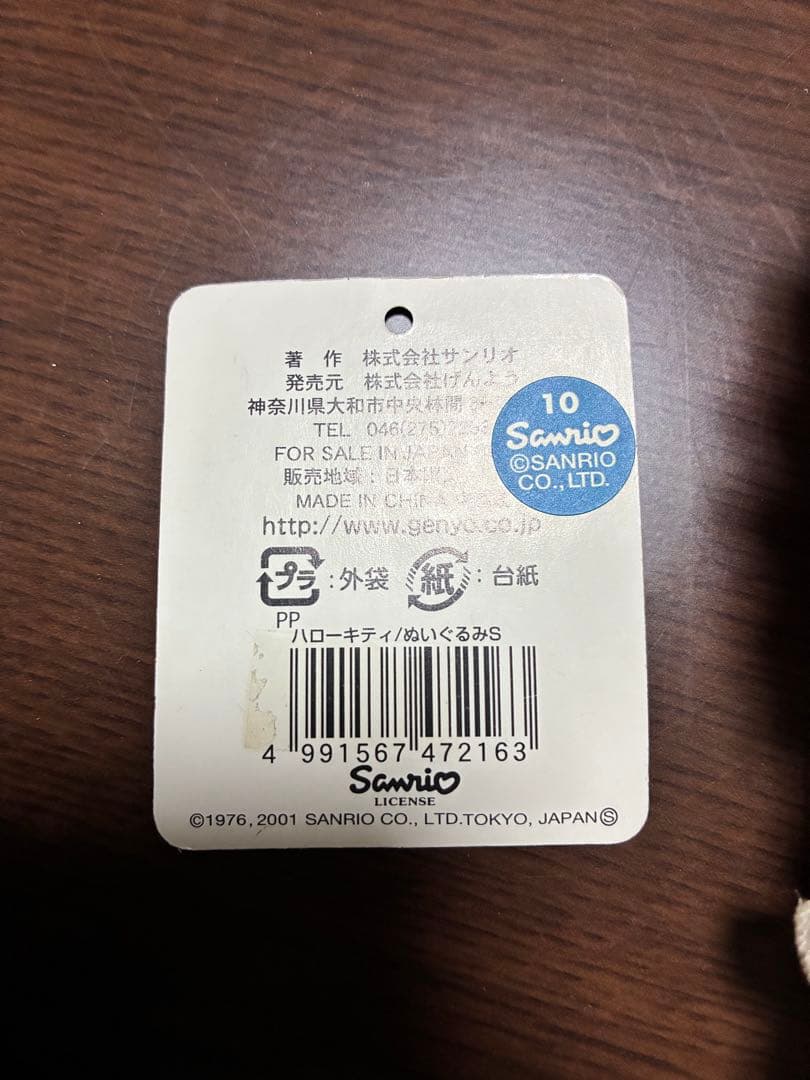 著 作 株式会社サンリオ
発売元 株式会社げんよう
神奈川県大和市中央林間
TEL 046(275)
FOR SALE IN JAPAN
販売地域:日本
MADE IN CHINA
http://www.genyo.co.jp
10
Sanrio
©SANRIO
CO.,LTD.
プラ:外袋 紙:台紙
PP
ハローキティ/ぬいぐるみS
4 991567 472163
Sanrio
LICENSE
©1976, 2001 SANRIO CO., LTD.TOKYO, JAPAN Ⓢ